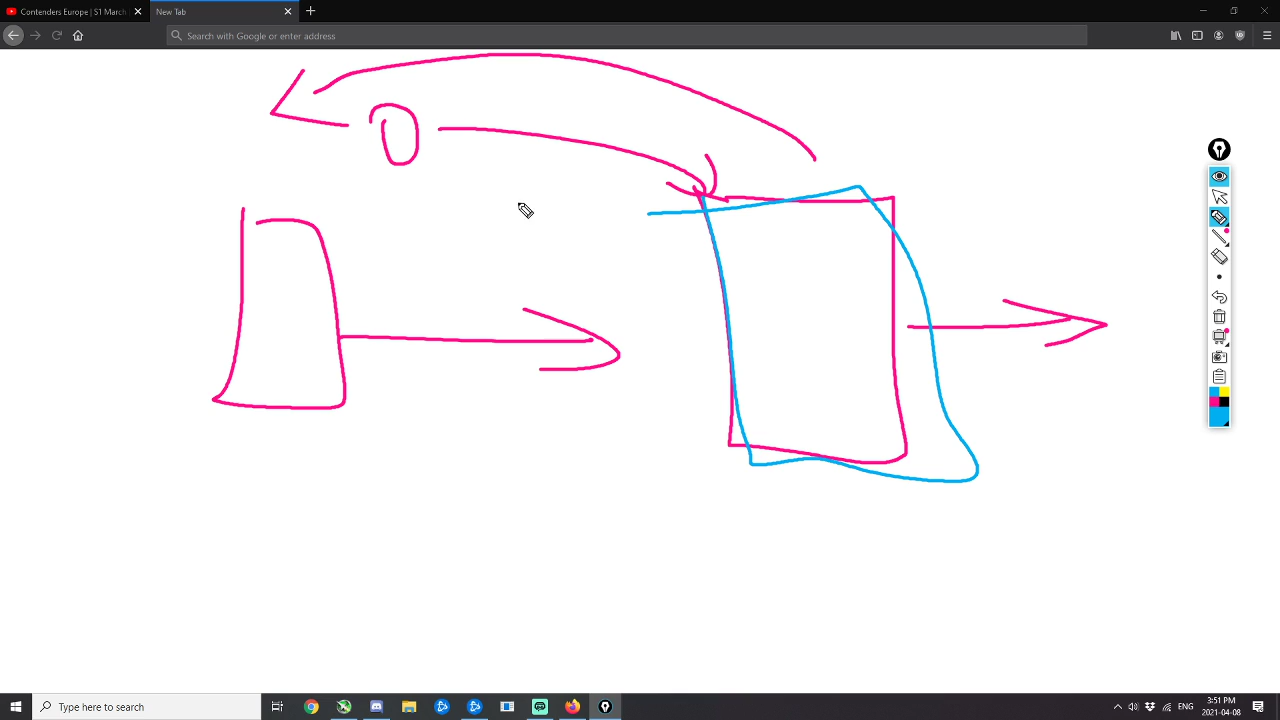 Contenders Europe | S1 March
New Tab
Search with Google or enter address
0
Type here to search
ENG
3:51 PM
2021-04-08